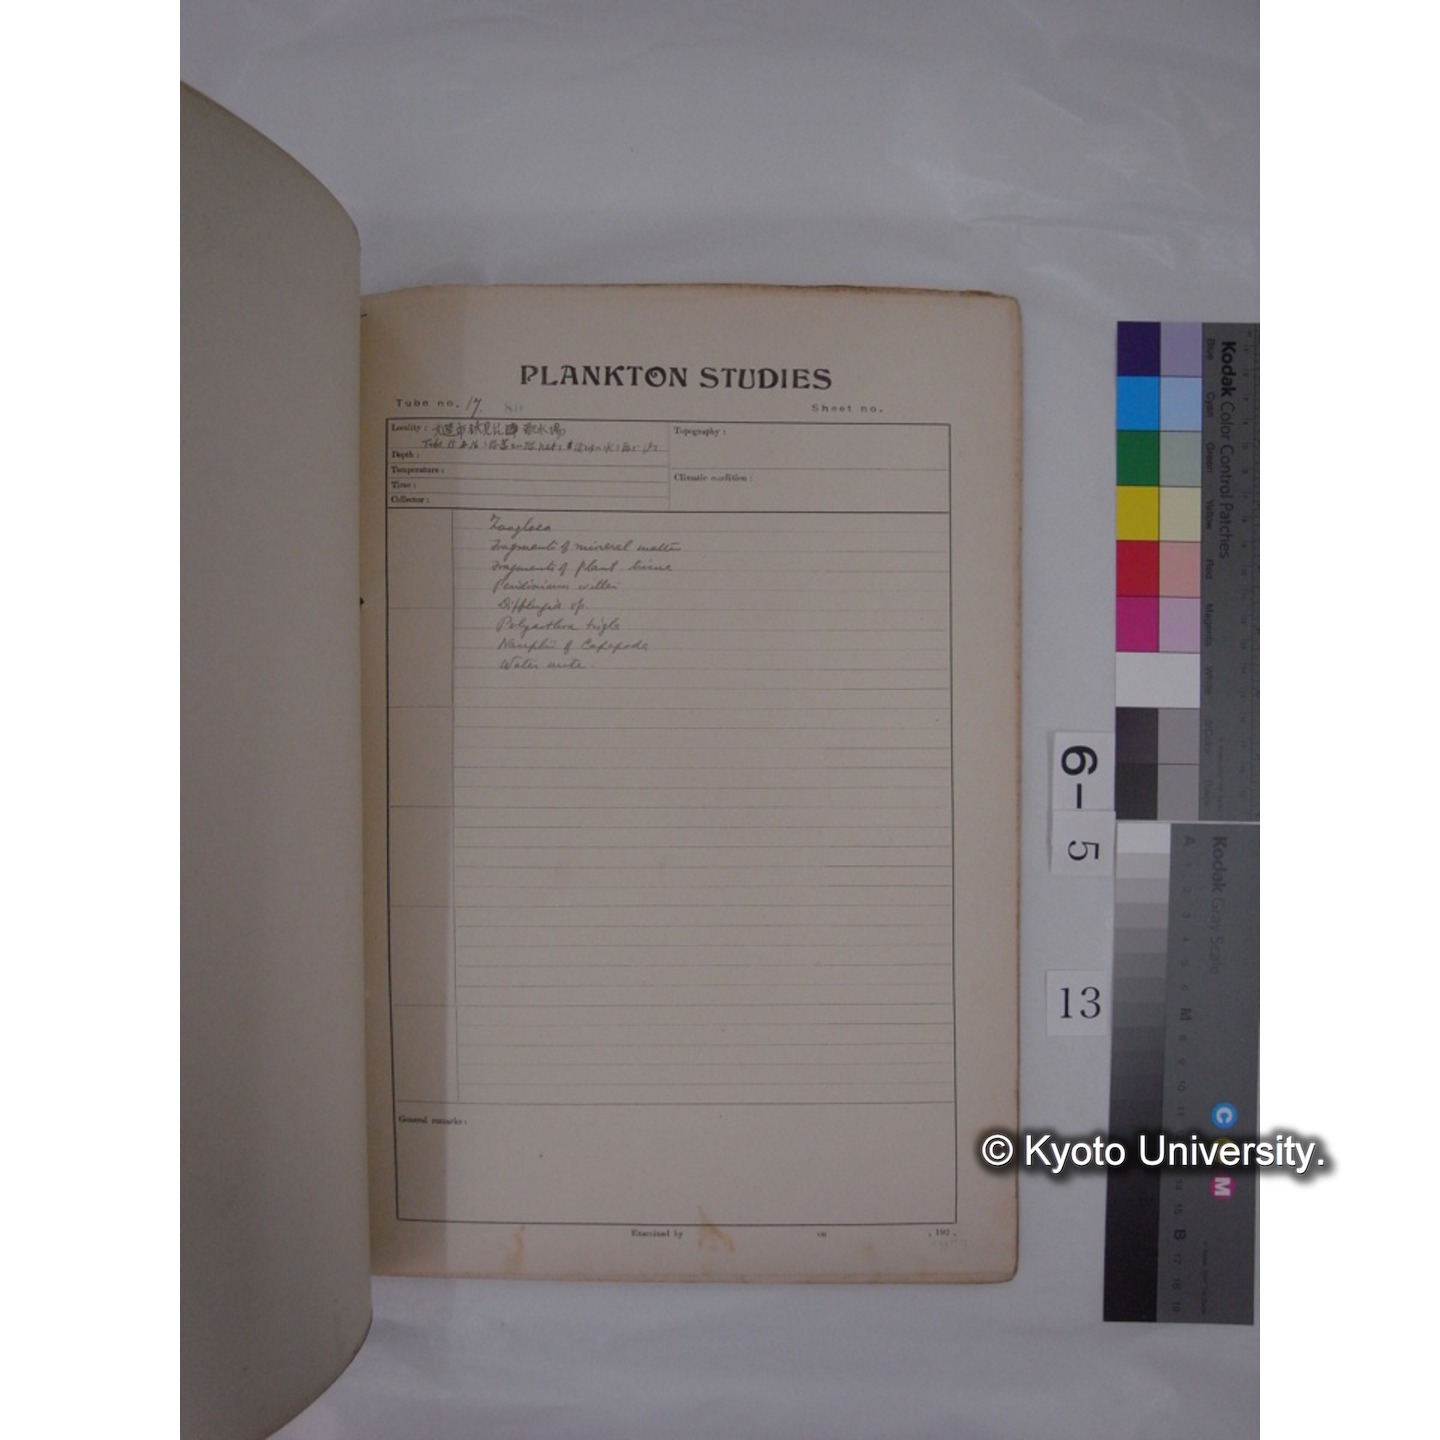 PLANKTON STUDIES
Tube no. 17. 80
Sheet no.
Locality :
Topography :
Depth :
Temperature :
Time :
Collector :
Climatic condition :
Zoogloea
Fragments of mineral matter
Fragments of plant tissue
Peridinium willei
Difflugia sp.
Polyarthra trigla
Nauplii of Copepoda
Water mite
General remarks :
Examined by on , 192 .
Kodak Color Control Patches
Blue Cyan Green Yellow Red Magenta White
6-5
13
Kodak Gray Scale
© Kyoto University.